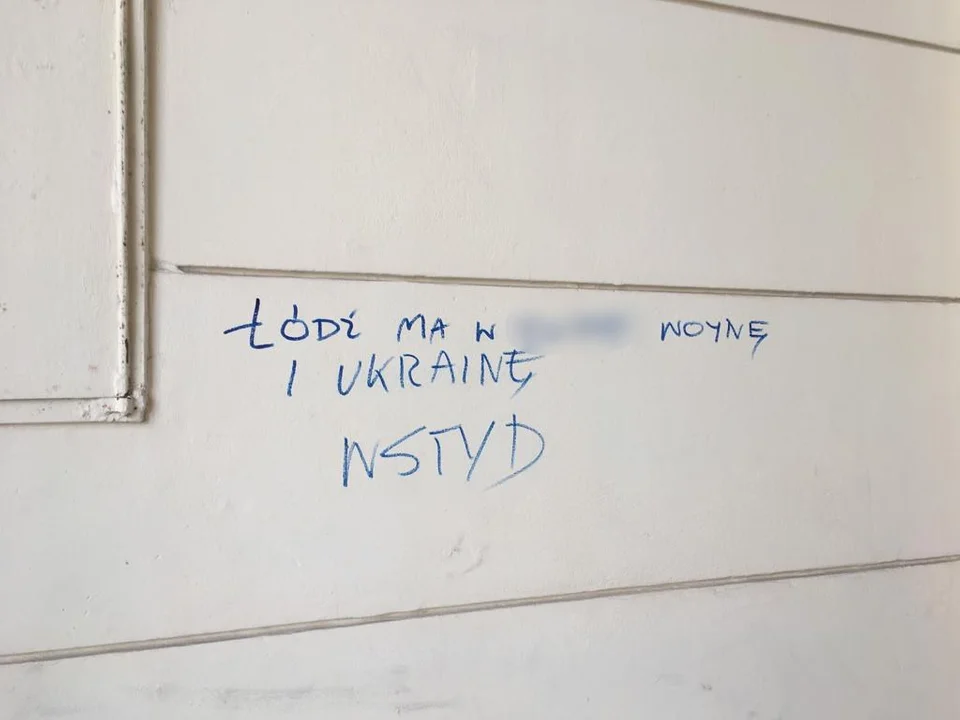 ŁÓDŹ MA W WOYNĘ
I UKRAINĘ
WSTYD